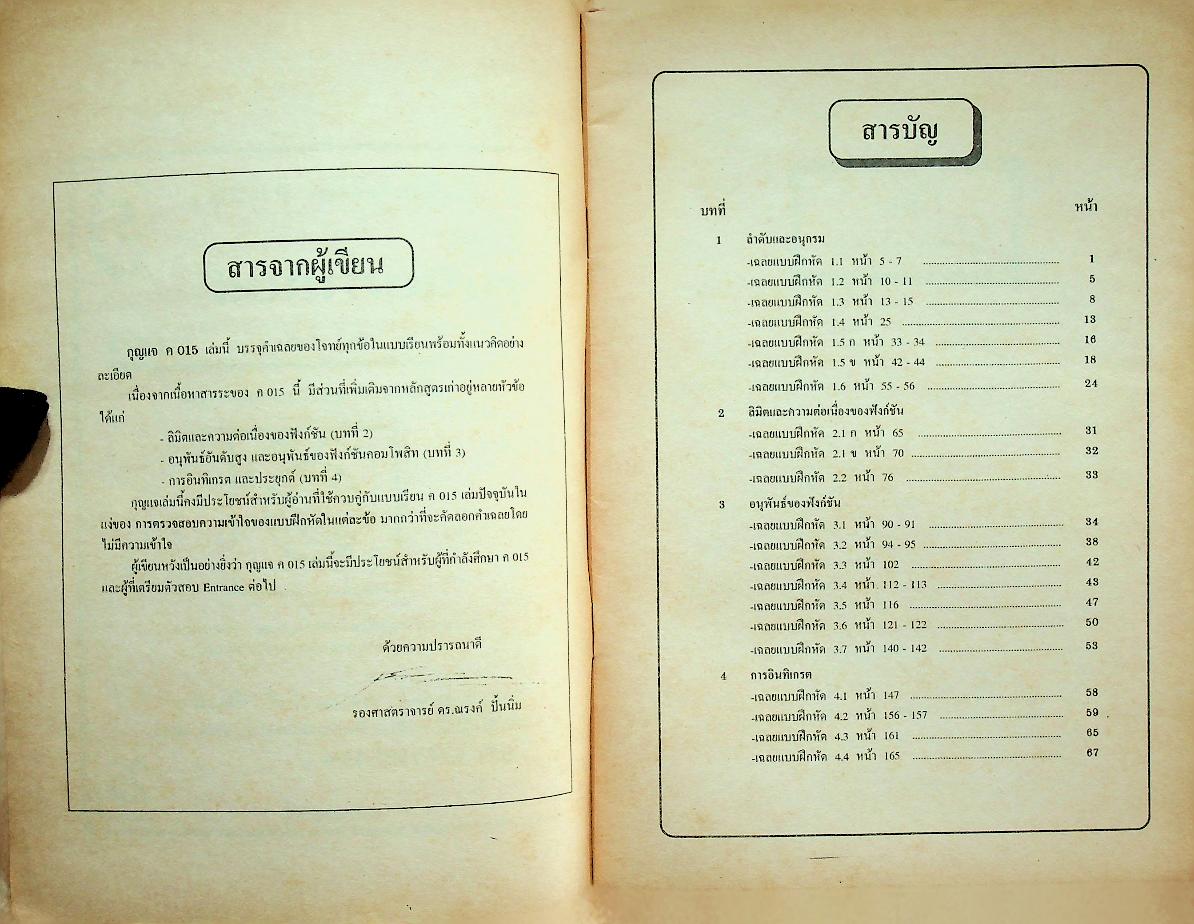 สารจากผู้เขียน
กุญแจ ค 015 เล่มนี้ บรรจุคำเฉลยของโจทย์ทุกข้อในแบบเรียนพร้อมทั้งแนวคิดอย่าง
ละเอียด
เนื่องจากเนื้อหาสารระของ ค 015 นี้ มีส่วนที่เพิ่มเติมจากหลักสูตรเก่าอยู่หลายหัวข้อ
ได้แก่
- ลิมิตและความต่อเนื่องของฟังก์ชัน (บทที่ 2)
- อนุพันธ์อันดับสูง และอนุพันธ์ของฟังก์ชันคอมโพสิท (บทที่ 3)
- การอินทิเกรต และประยุกต์ (บทที่ 4)
กุญแจเล่มนี้คงมีประโยชน์สำหรับผู้อ่านที่ใช้ควบคู่กับแบบเรียน ค 015 เล่มปัจจุบันใน
แง่ของ การตรวจสอบความเข้าใจของแบบฝึกหัดในแต่ละข้อ มากกว่าที่จะคัดลอกคำเฉลยโดย
ไม่มีความเข้าใจ
ผู้เขียนหวังเป็นอย่างยิ่งว่า กุญแจ ค 015 เล่มนี้จะมีประโยชน์สำหรับผู้ที่กำลังศึกษา ค 015
และผู้ที่เตรียมตัวสอบ Entrance ต่อไป
ด้วยความปรารถนาดี
รองศาสตราจารย์ ดร.ณรงค์ ปั้นนิ่ม
สารบัญ
บทที่ หน้า
1 ลำดับและอนุกรม
-เฉลยแบบฝึกหัด 1.1 หน้า 5 - 7 ........ 1
-เฉลยแบบฝึกหัด 1.2 หน้า 10 - 11 ........ 5
-เฉลยแบบฝึกหัด 1.3 หน้า 13 - 15 ........ 8
-เฉลยแบบฝึกหัด 1.4 หน้า 25 ........ 13
-เฉลยแบบฝึกหัด 1.5 ก หน้า 33 - 34 ........ 16
-เฉลยแบบฝึกหัด 1.5 ข หน้า 42 - 44 ........ 18
-เฉลยแบบฝึกหัด 1.6 หน้า 55 - 56 ........ 24
2 ลิมิตและความต่อเนื่องของฟังก์ชัน
-เฉลยแบบฝึกหัด 2.1 ก หน้า 65 ........ 31
-เฉลยแบบฝึกหัด 2.1 ข หน้า 70 ........ 32
-เฉลยแบบฝึกหัด 2.2 หน้า 76 ........ 33
3 อนุพันธ์ของฟังก์ชัน
-เฉลยแบบฝึกหัด 3.1 หน้า 90 - 91 ........ 34
-เฉลยแบบฝึกหัด 3.2 หน้า 94 - 95 ........ 38
-เฉลยแบบฝึกหัด 3.3 หน้า 102 ........ 42
-เฉลยแบบฝึกหัด 3.4 หน้า 112 - 113 ........ 43
-เฉลยแบบฝึกหัด 3.5 หน้า 116 ........ 47
-เฉลยแบบฝึกหัด 3.6 หน้า 121 - 122 ........ 50
-เฉลยแบบฝึกหัด 3.7 หน้า 140 - 142 ........ 53
4 การอินทิเกรต
-เฉลยแบบฝึกหัด 4.1 หน้า 147 ........ 58
-เฉลยแบบฝึกหัด 4.2 หน้า 156 - 157 ........ 59
-เฉลยแบบฝึกหัด 4.3 หน้า 161 ........ 65
-เฉลยแบบฝึกหัด 4.4 หน้า 165 ........ 67